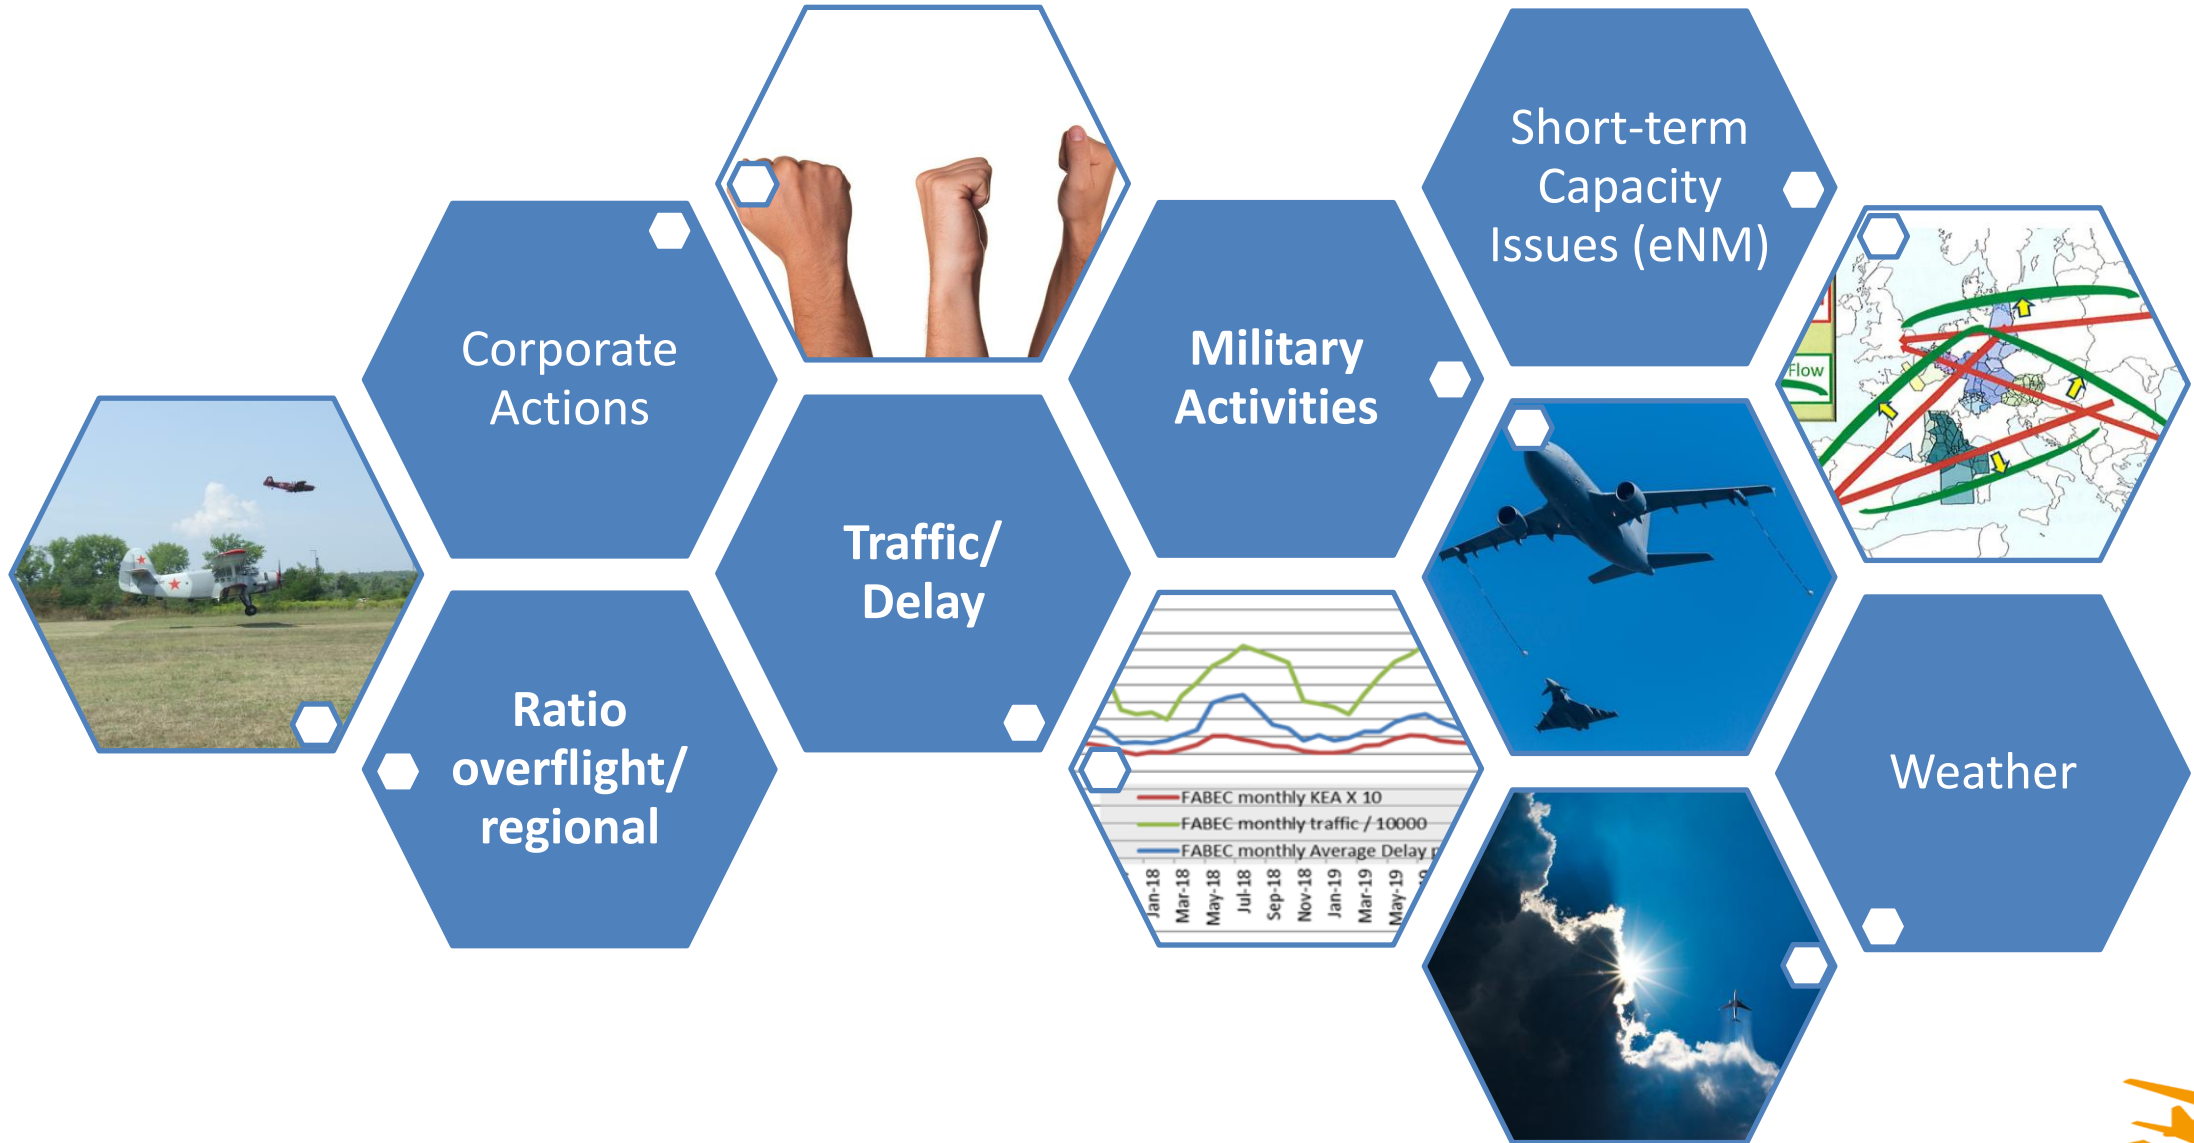 Corporate
Actions
Ratio
overflight/
regional
Traffic/
Delay
Military
Activities
Short-term
Capacity
Issues (eNM)
Flow
FABEC monthly KEA X 10
FABEC monthly traffic / 10000
FABEC monthly Average Delay
Jan-18
Mar-18
May-18
Jul-18
Sep-18
Nov-18
Jan-19
Mar-19
May-19
Weather